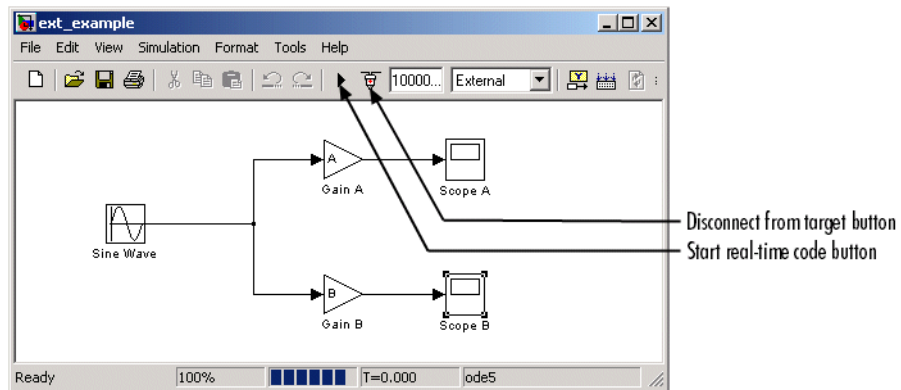 ext_example
File Edit View Simulation Format Tools Help
10000... External
A
Gain A
Scope A
Sine Wave
B
Gain B
Scope B
Disconnect from target button
Start real-time code button
Ready 100% T=0.000 ode5